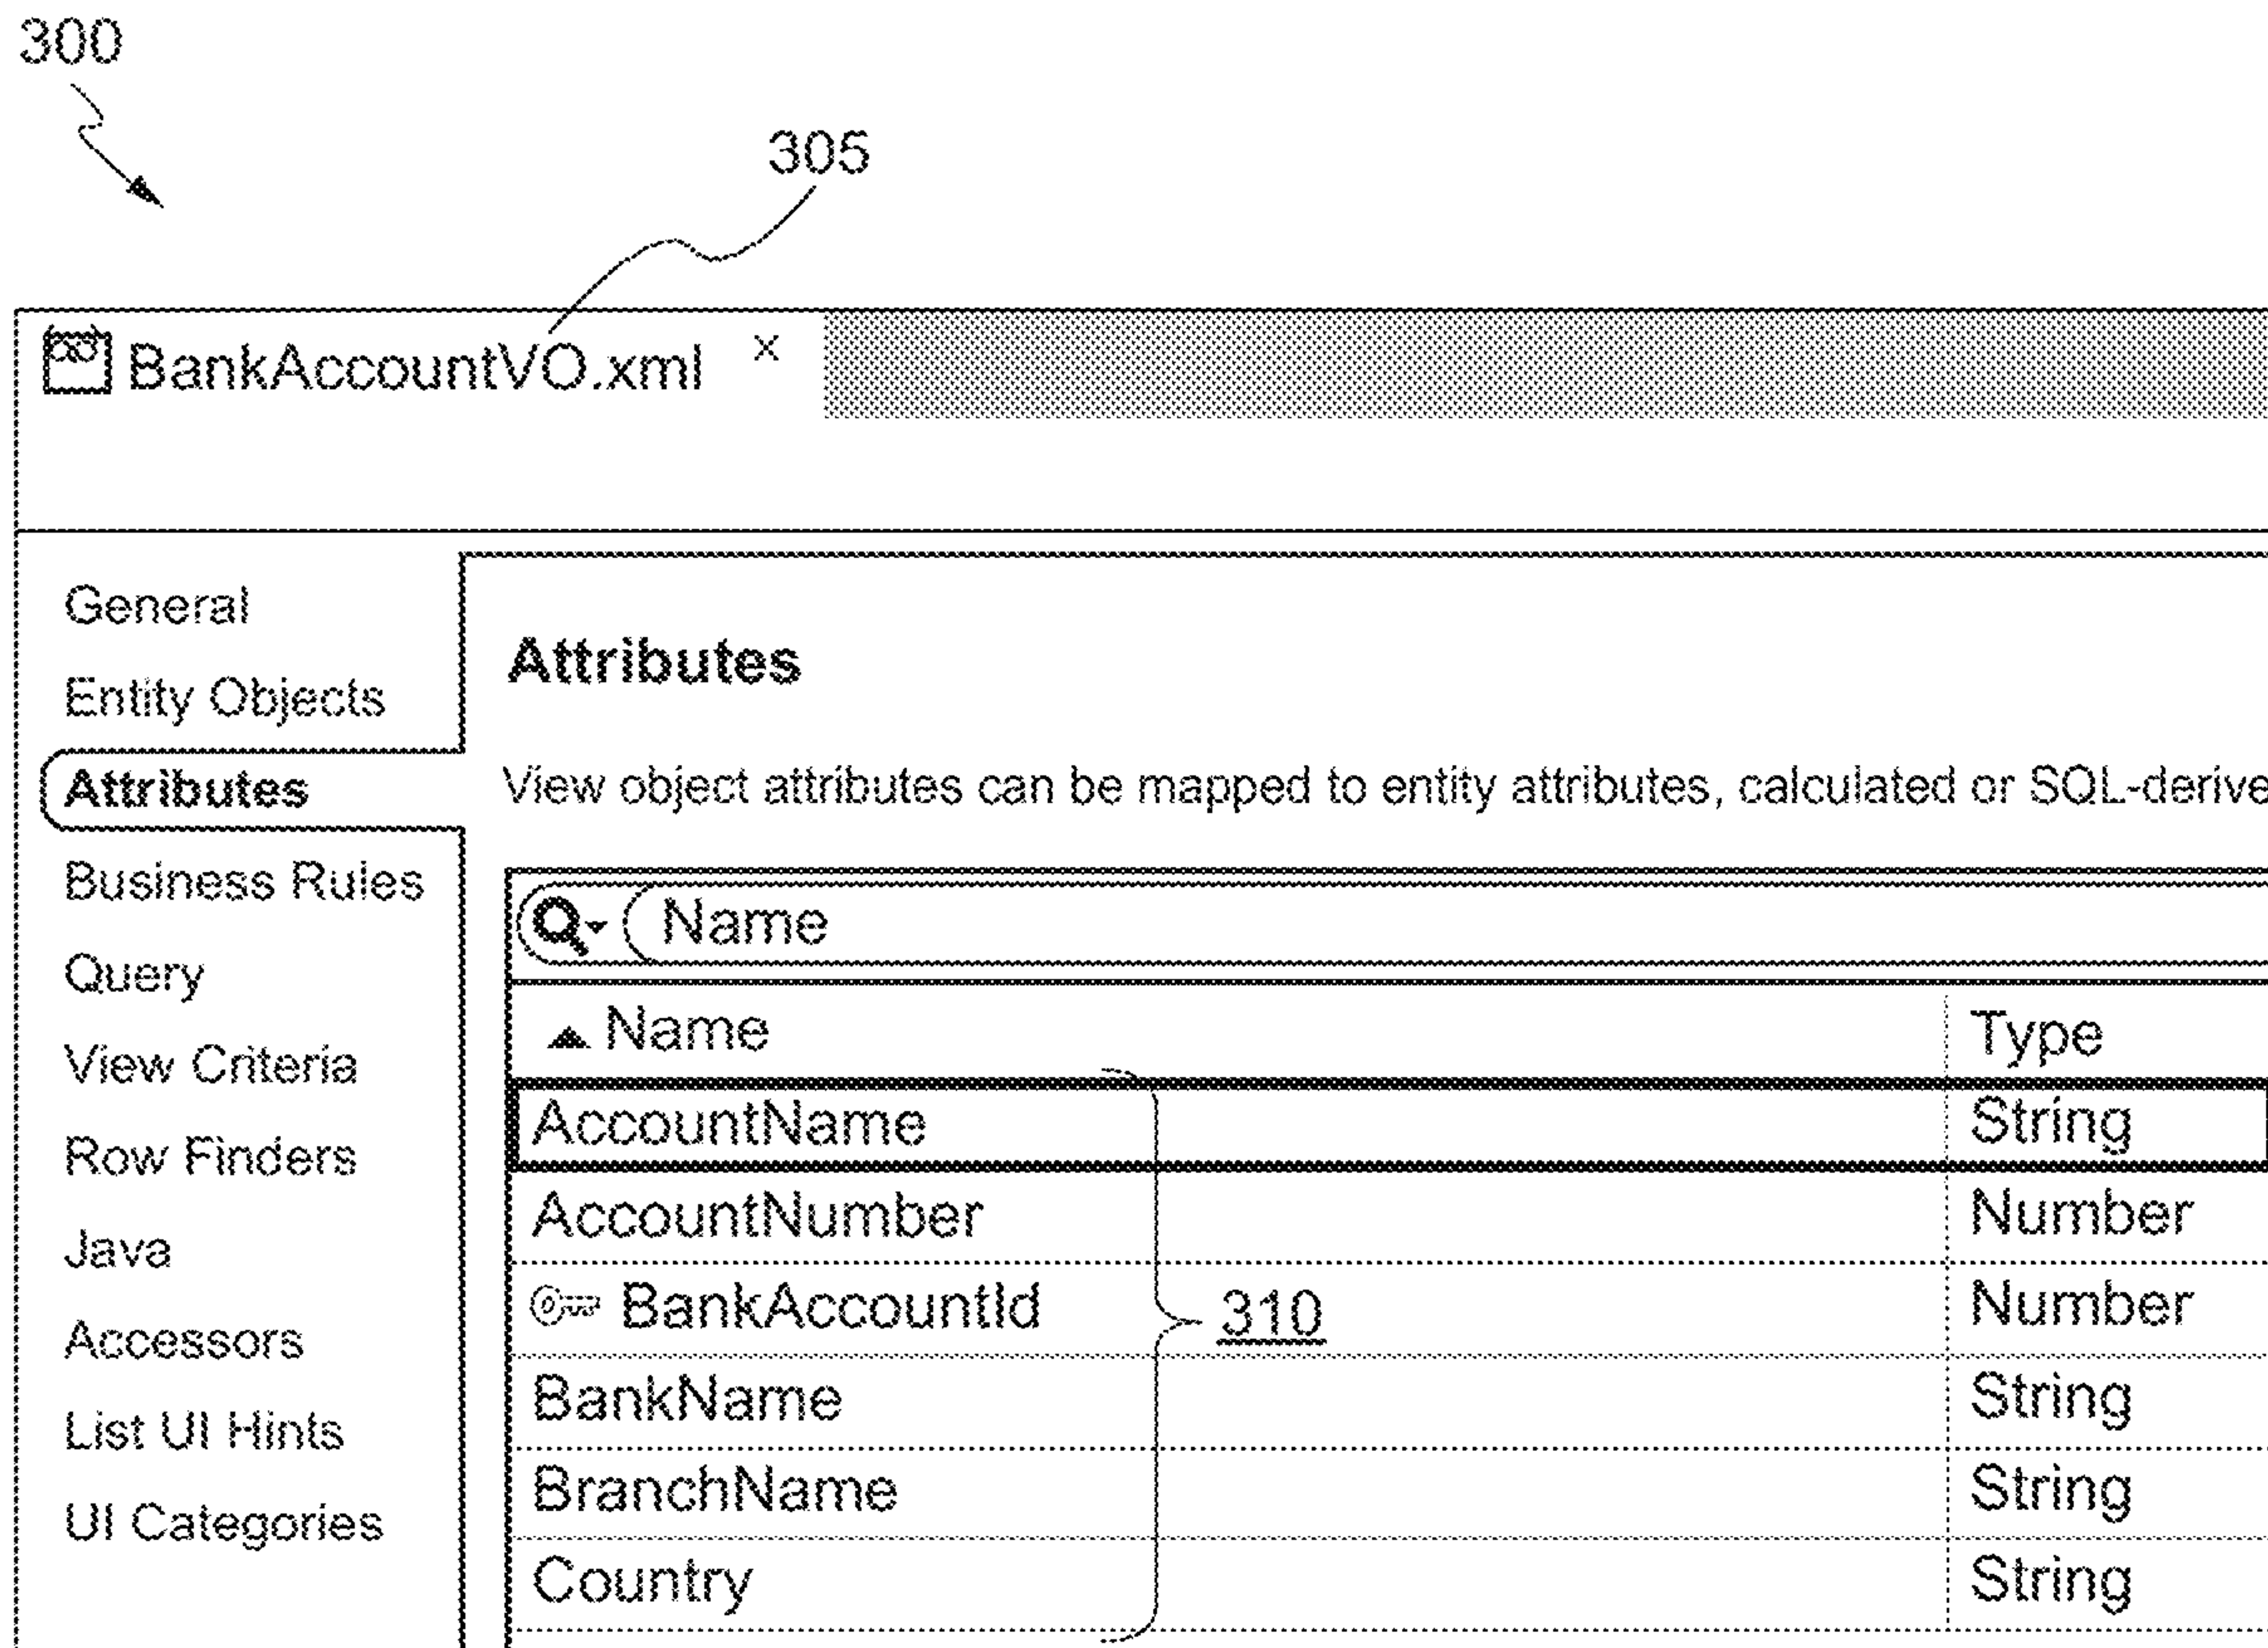 300
305
BankAccountVO.xml x
General
Entity Objects
Attributes
Business Rules
Query
View Criteria
Row Finders
Java
Accessors
List UI Hints
UI Categories
Attributes
View object attributes can be mapped to entity attributes, calculated or SQL-derive
Name
Name Type
AccountName String
AccountNumber Number
BankAccountId 310 Number
BankName String
BranchName String
Country String